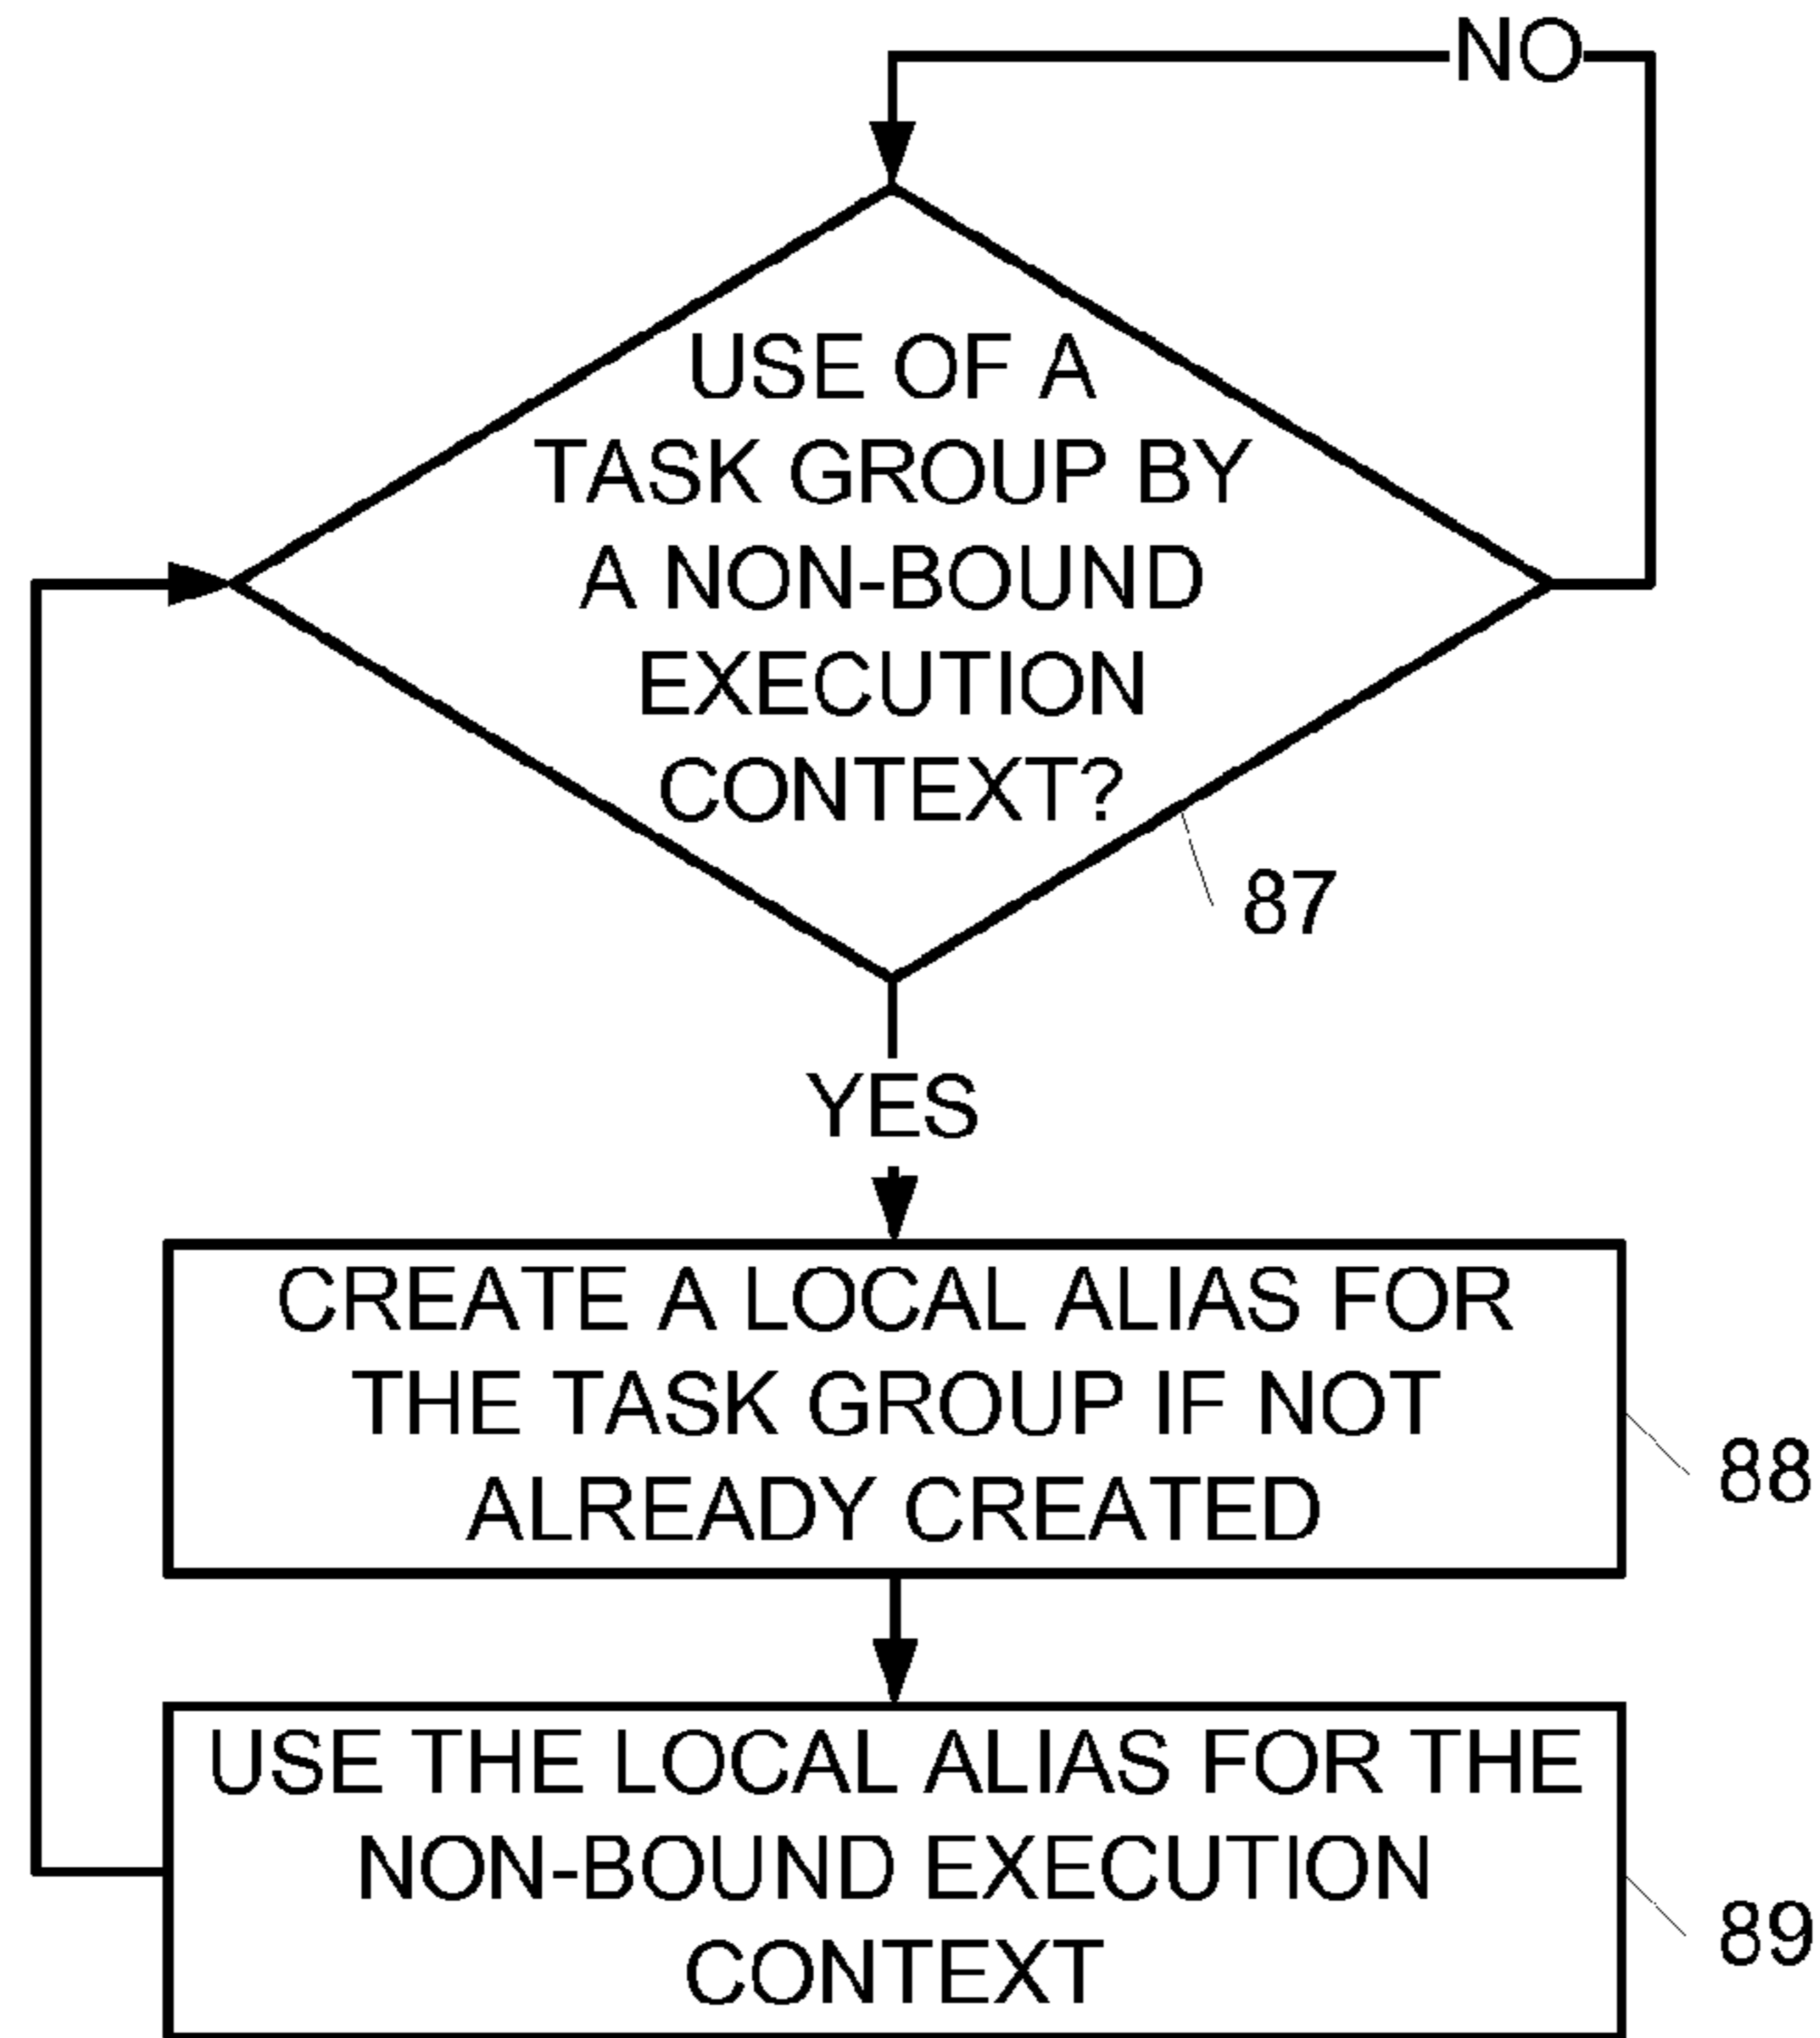 NO
USE OF A
TASK GROUP BY
A NON-BOUND
EXECUTION
CONTEXT?
87
YES
CREATE A LOCAL ALIAS FOR
THE TASK GROUP IF NOT
ALREADY CREATED
88
USE THE LOCAL ALIAS FOR THE
NON-BOUND EXECUTION
CONTEXT
89